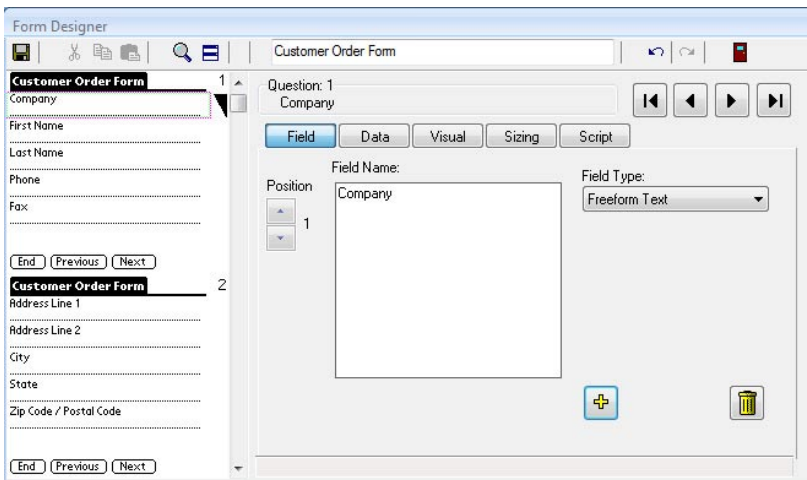 Form Designer
Customer Order Form
Customer Order Form 1
Company
First Name
Last Name
Phone
Fax
End Previous Next
Customer Order Form 2
Address Line 1
Address Line 2
City
State
Zip Code / Postal Code
End Previous Next
Question: 1
Company
Field Data Visual Sizing Script
Position
1
Field Name:
Company
Field Type:
Freeform Text